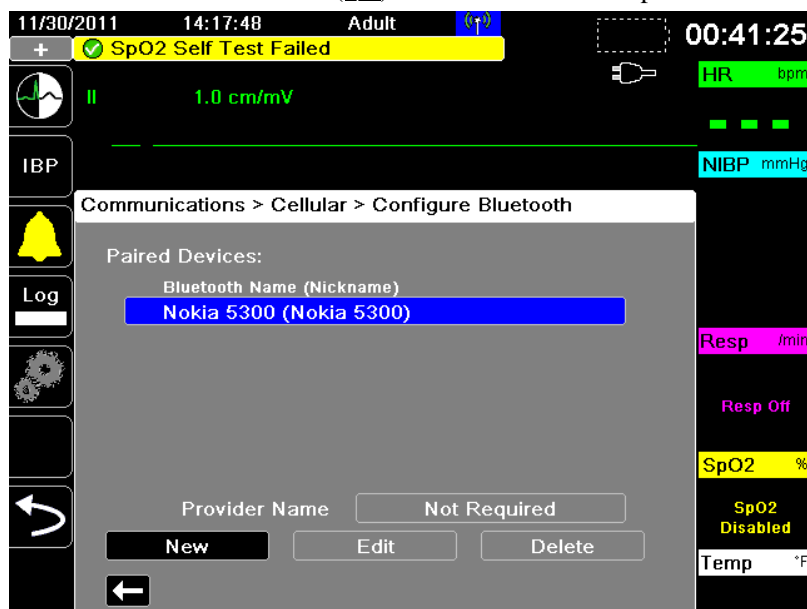 11/30/2011 14:17:48 Adult
00:41:25
+ SpO2 Self Test Failed
HR bpm
II 1.0 cm/mV
- - -
IBP
NIBP mmHg
Communications > Cellular > Configure Bluetooth
Paired Devices:
Bluetooth Name (Nickname)
Log
Nokia 5300 (Nokia 5300)
Resp /min
Resp Off
SpO2 %
Provider Name Not Required
SpO2
Disabled
New Edit Delete
Temp °F